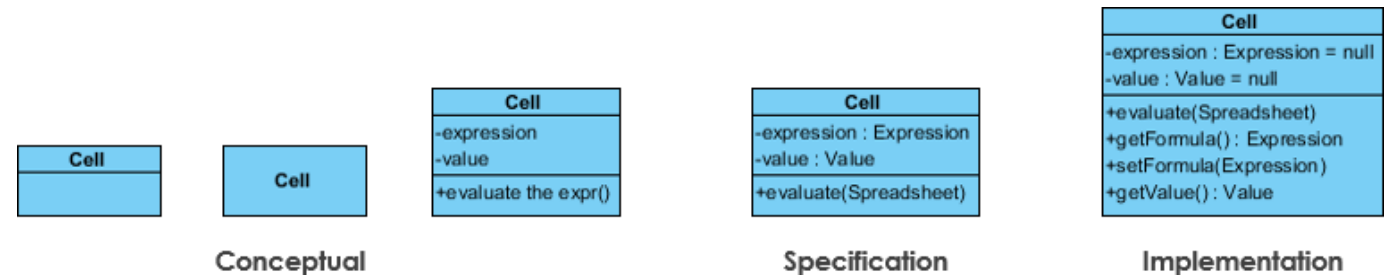 Cell
Cell
Cell
-expression
-value
+evaluate the expr()
Conceptual
Cell
-expression : Expression
-value : Value
+evaluate(Spreadsheet)
Specification
Cell
-expression : Expression = null
-value : Value = null
+evaluate(Spreadsheet)
+getFormula() : Expression
+setFormula(Expression)
+getValue() : Value
Implementation